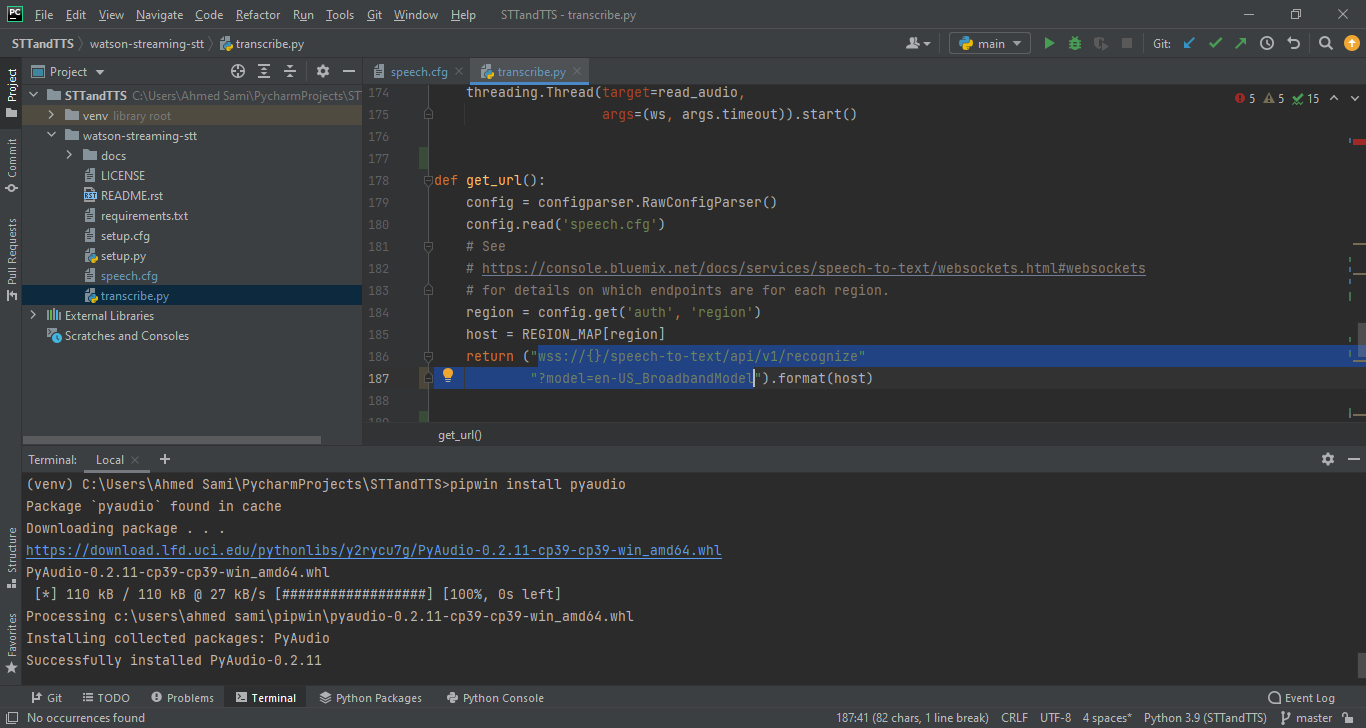 PC File Edit View Navigate Code Refactor Run Tools Git Window Help STTandTTS - transcribe.py
STTandTTS watson-streaming-stt transcribe.py main Git:
Project
speech.cfg transcribe.py
STTandTTS C:\Users\Ahmed Sami\PycharmProjects\STT
venv library root
watson-streaming-stt
docs
LICENSE
README.rst
requirements.txt
setup.cfg
setup.py
speech.cfg
transcribe.py
External Libraries
Scratches and Consoles
Project
Commit
Pull Requests
Structure
Favorites
5 5 15
174 threading.Thread(target=read_audio,
175 args=(ws, args.timeout)).start()
176
177
178 def get_url():
179 config = configparser.RawConfigParser()
180 config.read('speech.cfg')
181 # See
182 # https://console.bluemix.net/docs/services/speech-to-text/websockets.html#websockets
183 # for details on which endpoints are for each region.
184 region = config.get('auth', 'region')
185 host = REGION_MAP[region]
186 return ("wss://{}/speech-to-text/api/v1/recognize"
187 "?model=en-US_BroadbandModel").format(host)
188
189
get_url()
Terminal: Local
(venv) C:\Users\Ahmed Sami\PycharmProjects\STTandTTS>pipwin install pyaudio
Package `pyaudio` found in cache
Downloading package . . .
https://download.lfd.uci.edu/pythonlibs/y2rycu7g/PyAudio-0.2.11-cp39-cp39-win_amd64.whl
PyAudio-0.2.11-cp39-cp39-win_amd64.whl
[*] 110 kB / 110 kB @ 27 kB/s [##################] [100%, 0s left]
Processing c:\users\ahmed sami\pipwin\pyaudio-0.2.11-cp39-cp39-win_amd64.whl
Installing collected packages: PyAudio
Successfully installed PyAudio-0.2.11
Git TODO Problems Terminal Python Packages Python Console Event Log
No occurrences found 187:41 (82 chars, 1 line break) CRLF UTF-8 4 spaces* Python 3.9 (STTandTTS) master